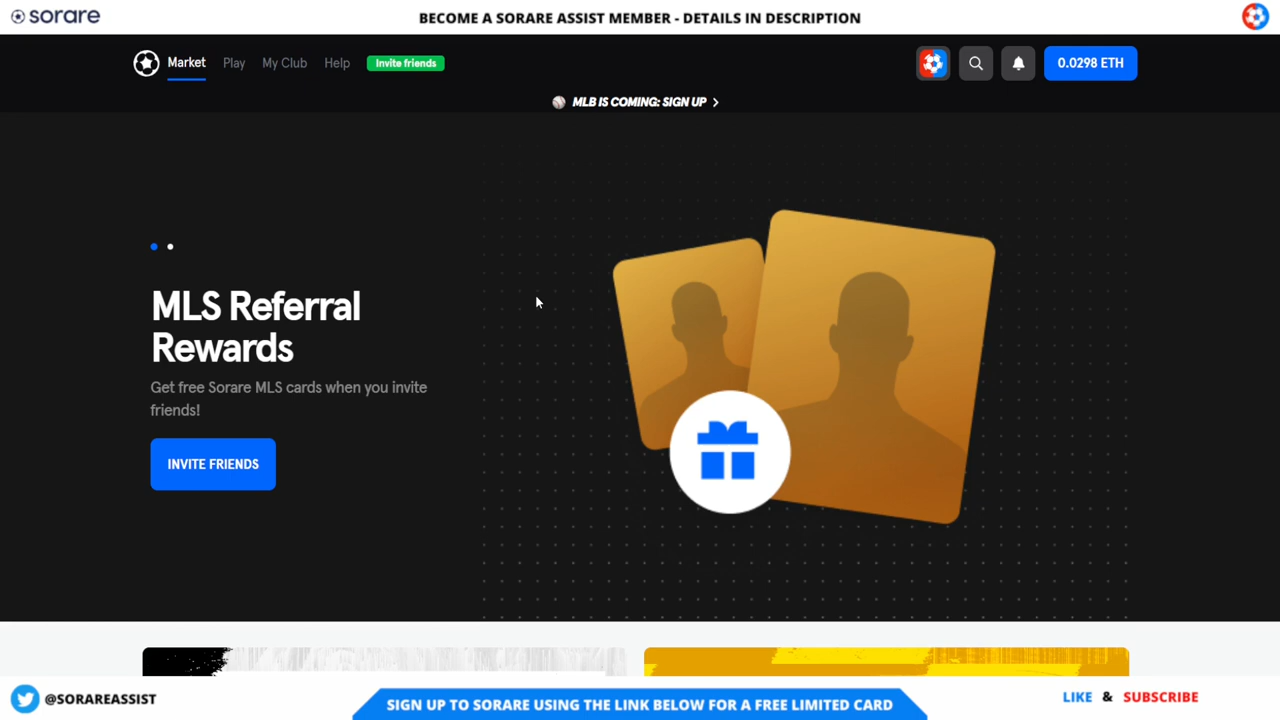 sorare
BECOME A SORARE ASSIST MEMBER - DETAILS IN DESCRIPTION
Market Play My Club Help Invite friends 0.0298 ETH
MLB IS COMING: SIGN UP
MLS Referral
Rewards
Get free Sorare MLS cards when you invite
friends!
INVITE FRIENDS
@SORAREASSIST
SIGN UP TO SORARE USING THE LINK BELOW FOR A FREE LIMITED CARD
LIKE & SUBSCRIBE